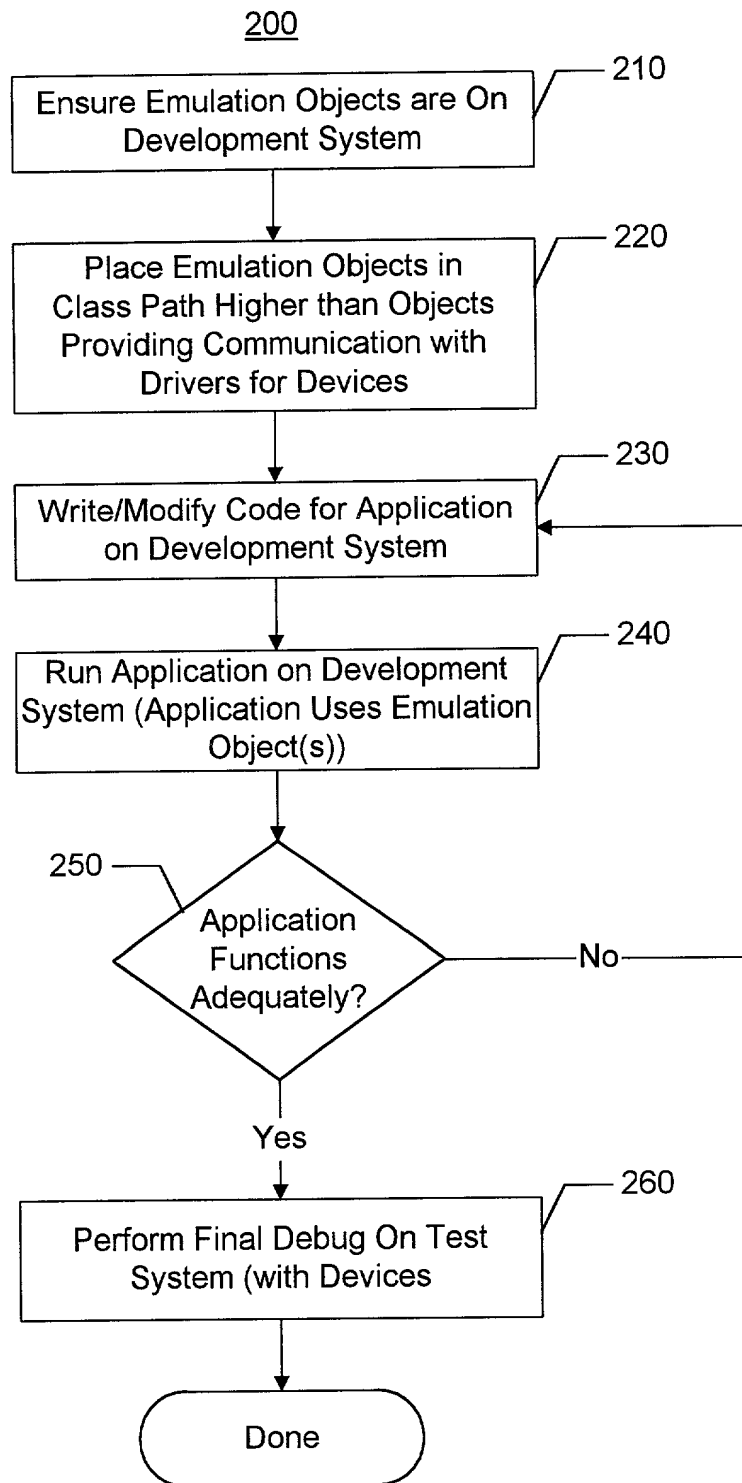 200
210
Ensure Emulation Objects are On
Development System
220
Place Emulation Objects in
Class Path Higher than Objects
Providing Communication with
Drivers for Devices
230
Write/Modify Code for Application
on Development System
240
Run Application on Development
System (Application Uses Emulation
Object(s))
250
Application
Functions
Adequately?
No
Yes
260
Perform Final Debug On Test
System (with Devices
Done